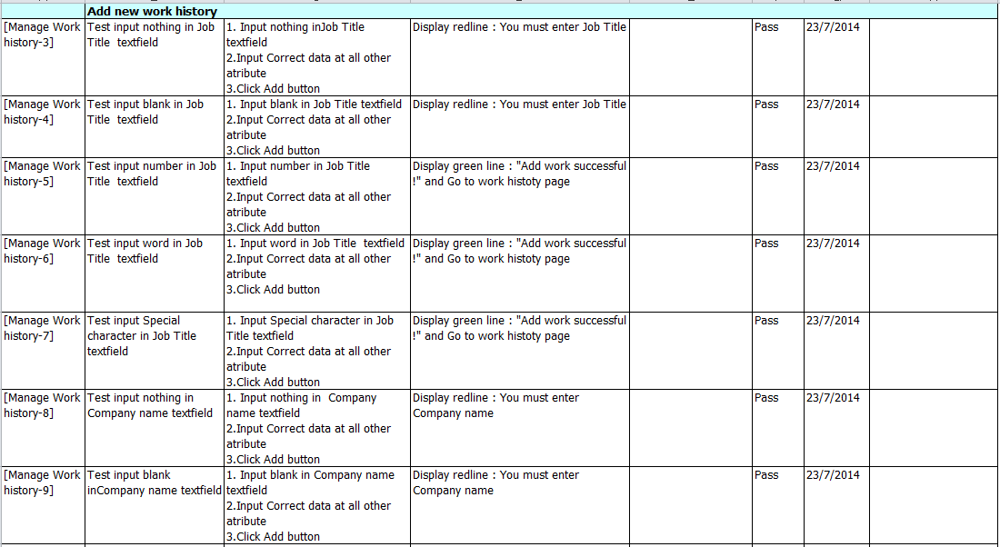 Add new work history
[Manage Work
history-3]
Test input nothing in Job
Title  textfield
1. Input nothing inJob Title
textfield
2.Input Correct data at all other
atribute
3.Click Add button
Display redline : You must enter Job Title
Pass
23/7/2014
[Manage Work
history-4]
Test input blank in Job
Title  textfield
1. Input blank in Job Title textfield
2.Input Correct data at all other
atribute
3.Click Add button
Display redline : You must enter Job Title
Pass
23/7/2014
[Manage Work
history-5]
Test input number in Job
Title  textfield
1. Input number in Job Title
textfield
2.Input Correct data at all other
atribute
3.Click Add button
Display green line : "Add work successful
!" and Go to work histoty page
Pass
23/7/2014
[Manage Work
history-6]
Test input word in Job
Title  textfield
1. Input word in Job Title  textfield
2.Input Correct data at all other
atribute
3.Click Add button
Display green line : "Add work successful
!" and Go to work histoty page
Pass
23/7/2014
[Manage Work
history-7]
Test input Special
character in Job Title
textfield
1. Input Special character in Job
Title textfield
2.Input Correct data at all other
atribute
3.Click Add button
Display green line : "Add work successful
!" and Go to work histoty page
Pass
23/7/2014
[Manage Work
history-8]
Test input nothing in
Company name textfield
1. Input nothing in  Company
name textfield
2.Input Correct data at all other
atribute
3.Click Add button
Display redline : You must enter
Company name
Pass
23/7/2014
[Manage Work
history-9]
Test input blank
inCompany name textfield
1. Input blank in Company name
textfield
2.Input Correct data at all other
atribute
3.Click Add button
Display redline : You must enter
Company name
Pass
23/7/2014